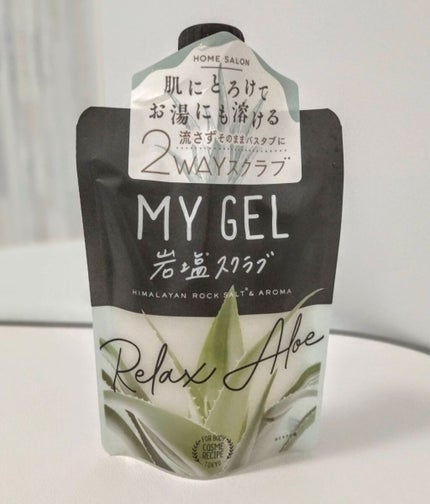 HOME SALON
肌にとろけて
お湯にも溶ける
流さずそのままバスタブに
2WAYスクラブ
MY GEL
岩塩スクラブ
HIMALAYAN ROCK SALT* & AROMA
Relax Aloe
FOR BODY
COSME
RECIPE
TOKYO